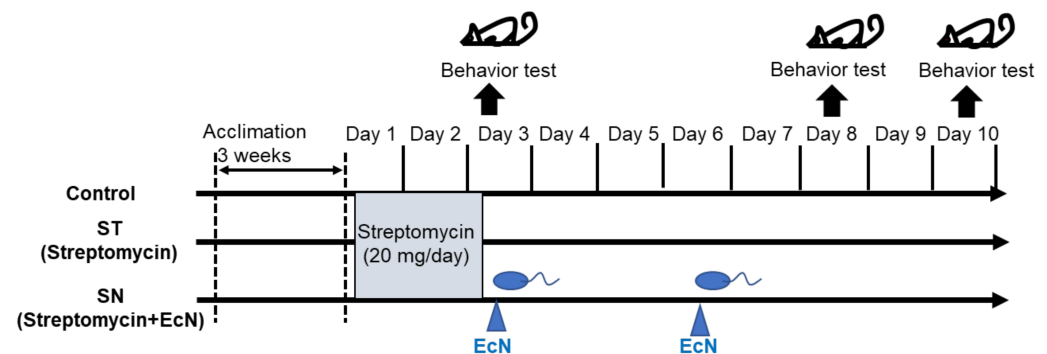 Behavior test
Behavior test
Behavior test
Acclimation
3 weeks
Day 1
Day 2
Day 3
Day 4
Day 5
Day 6
Day 7
Day 8
Day 9
Day 10
Control
ST
(Streptomycin)
Streptomycin
(20 mg/day)
SN
(Streptomycin+EcN)
EcN
EcN